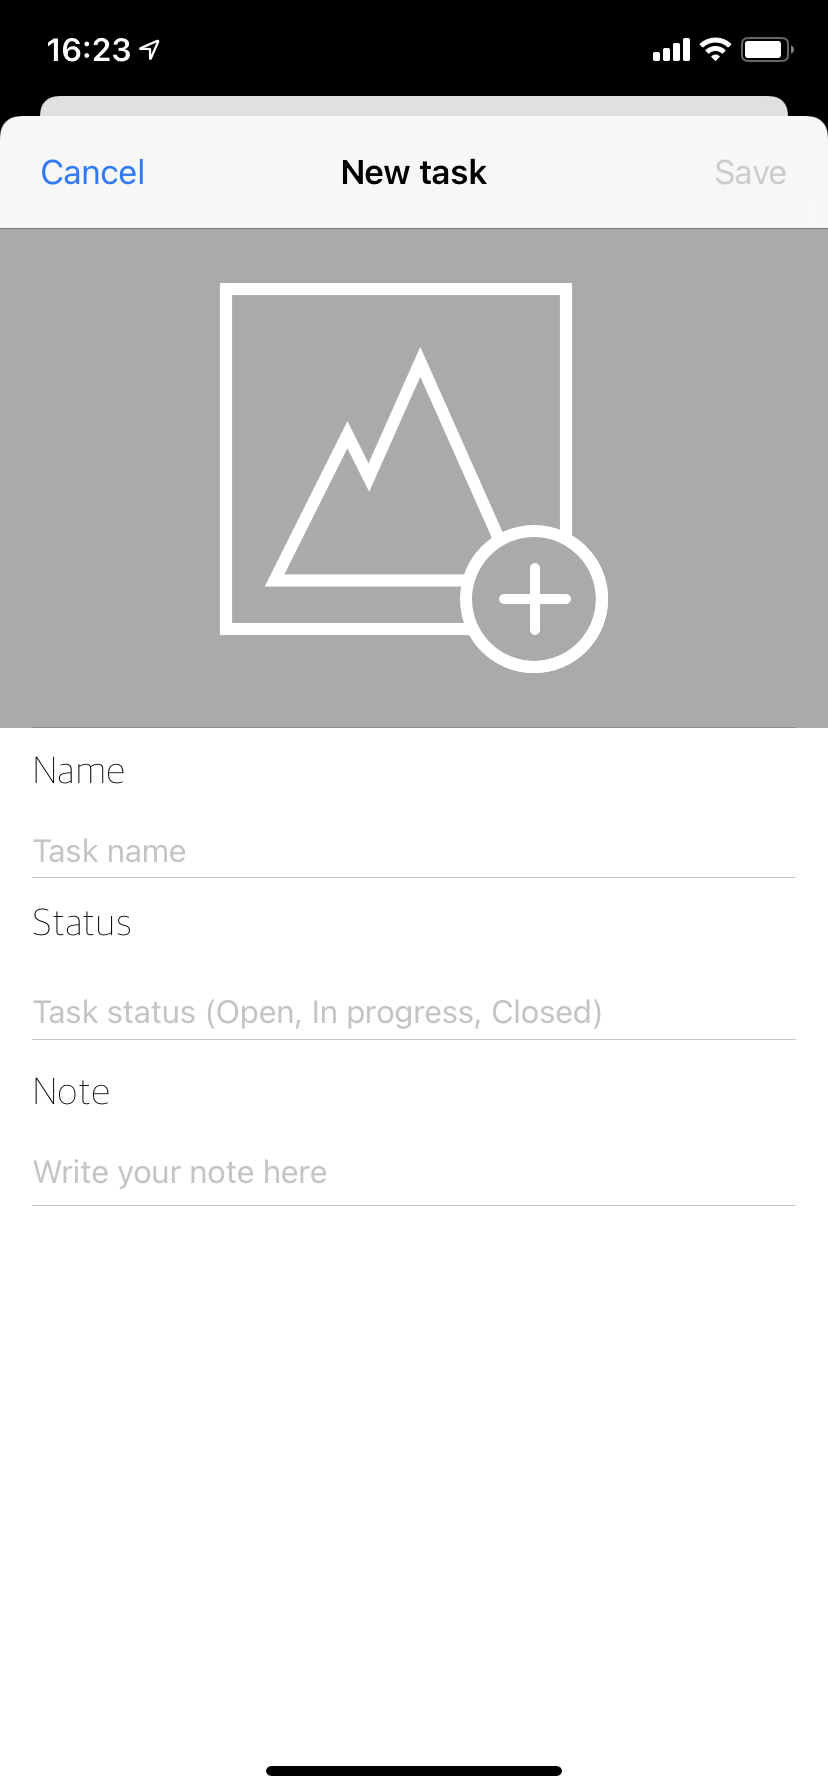 16:23
Cancel New task Save
Name
Task name
Status
Task status (Open, In progress, Closed)
Note
Write your note here